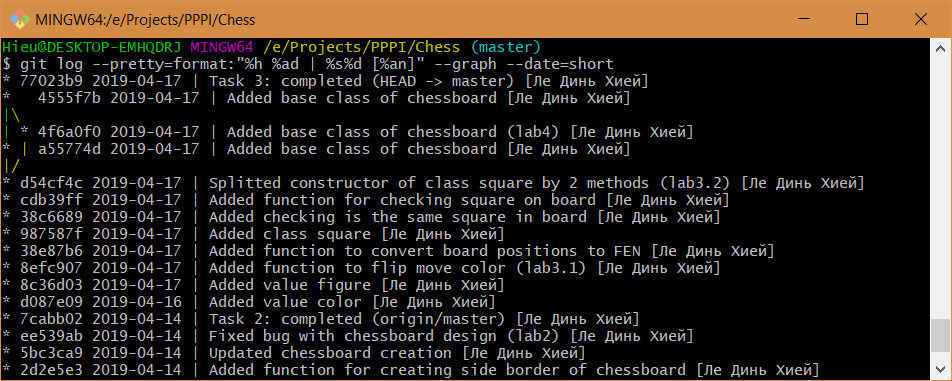 MINGW64:/e/Projects/PPPI/Chess
Hieu@DESKTOP-EMHQDRJ MINGW64 /e/Projects/PPPI/Chess (master)
$ git log --pretty=format:"%h %ad | %s%d [%an]" --graph --date=short
* 77023b9 2019-04-17 | Task 3: completed (HEAD -> master) [Ле Динь Хией]
*   4555f7b 2019-04-17 | Added base class of chessboard [Ле Динь Хией]
|\
| * 4f6a0f0 2019-04-17 | Added base class of chessboard (lab4) [Ле Динь Хией]
* | a55774d 2019-04-17 | Added base class of chessboard [Ле Динь Хией]
|/
* d54cf4c 2019-04-17 | Splitted constructor of class square by 2 methods (lab3.2) [Ле Динь Хией]
* cdb39ff 2019-04-17 | Added function for checking square on board [Ле Динь Хией]
* 38c6689 2019-04-17 | Added checking is the same square in board [Ле Динь Хией]
* 987587f 2019-04-17 | Added class square [Ле Динь Хией]
* 38e87b6 2019-04-17 | Added function to convert board positions to FEN [Ле Динь Хией]
* 8efc907 2019-04-17 | Added function to flip move color (lab3.1) [Ле Динь Хией]
* 8c36d03 2019-04-17 | Added value figure [Ле Динь Хией]
* d087e09 2019-04-16 | Added value color [Ле Динь Хией]
* 7cabb02 2019-04-14 | Task 2: completed (origin/master) [Ле Динь Хией]
* ee539ab 2019-04-14 | Fixed bug with chessboard design (lab2) [Ле Динь Хией]
* 5bc3ca9 2019-04-14 | Updated chessboard creation [Ле Динь Хией]
* 2d2e5e3 2019-04-14 | Added function for creating side border of chessboard [Ле Динь Хией]